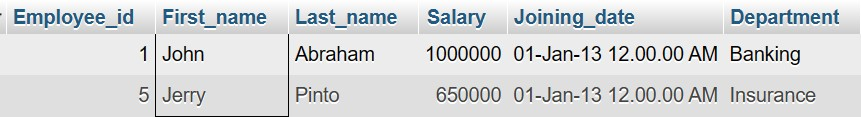 Employee_id First_name Last_name Salary Joining_date Department
1 John Abraham 1000000 01-Jan-13 12.00.00 AM Banking
5 Jerry Pinto 650000 01-Jan-13 12.00.00 AM Insurance